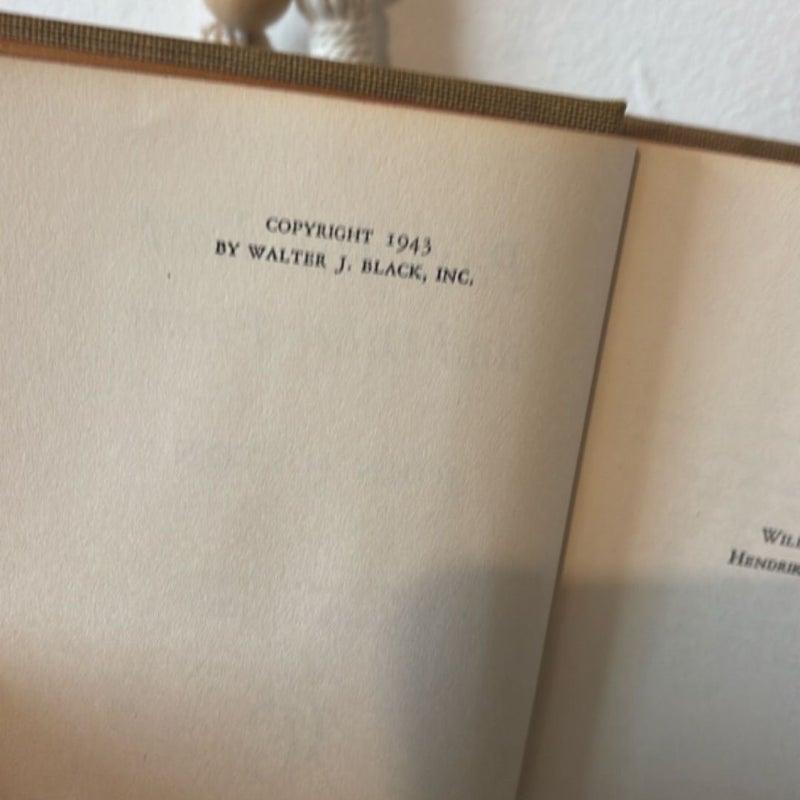 COPYRIGHT 1943
BY WALTER J. BLACK, INC.